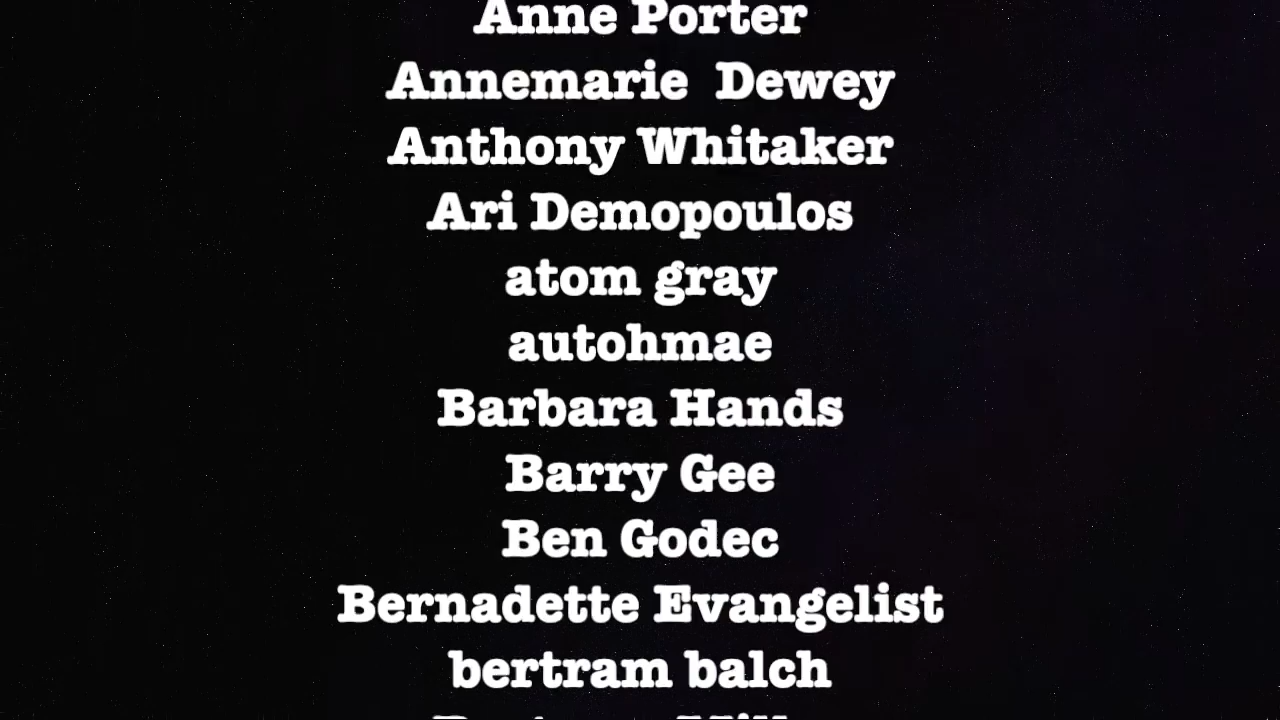 Anne Porter
Annemarie  Dewey
Anthony Whitaker
Ari Demopoulos
atom gray
autohmae
Barbara Hands
Barry Gee
Ben Godec
Bernadette Evangelist
bertram balch